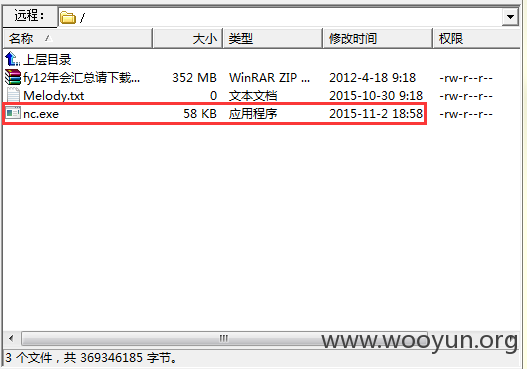 远程: /
名称 大小 类型 修改时间 权限
上层目录
fy12年会汇总请下载... 352 MB WinRAR ZIP ... 2012-4-18 9:18 -rw-r--r--
Melody.txt 0 文本文档 2015-10-30 9:18 -rw-r--r--
nc.exe 58 KB 应用程序 2015-11-2 18:58 -rw-r--r--
www.wooyun.org
3 个文件，共 369346185 字节。